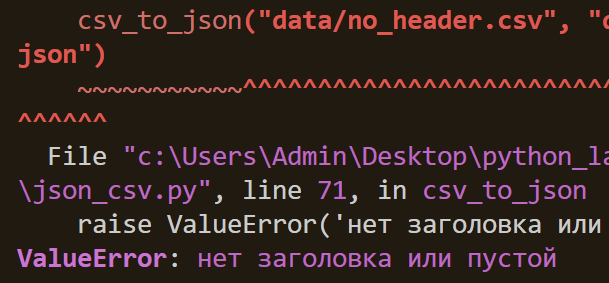 csv_to_json("data/no_header.csv", "
json")
~~~~~~~~~~~^^^^^^^^^^^^^^^^^^^^^^^^
^^^^^^
File "c:\Users\Admin\Desktop\python_la
\json_csv.py", line 71, in csv_to_json
raise ValueError('нет заголовка или
ValueError: нет заголовка или пустой